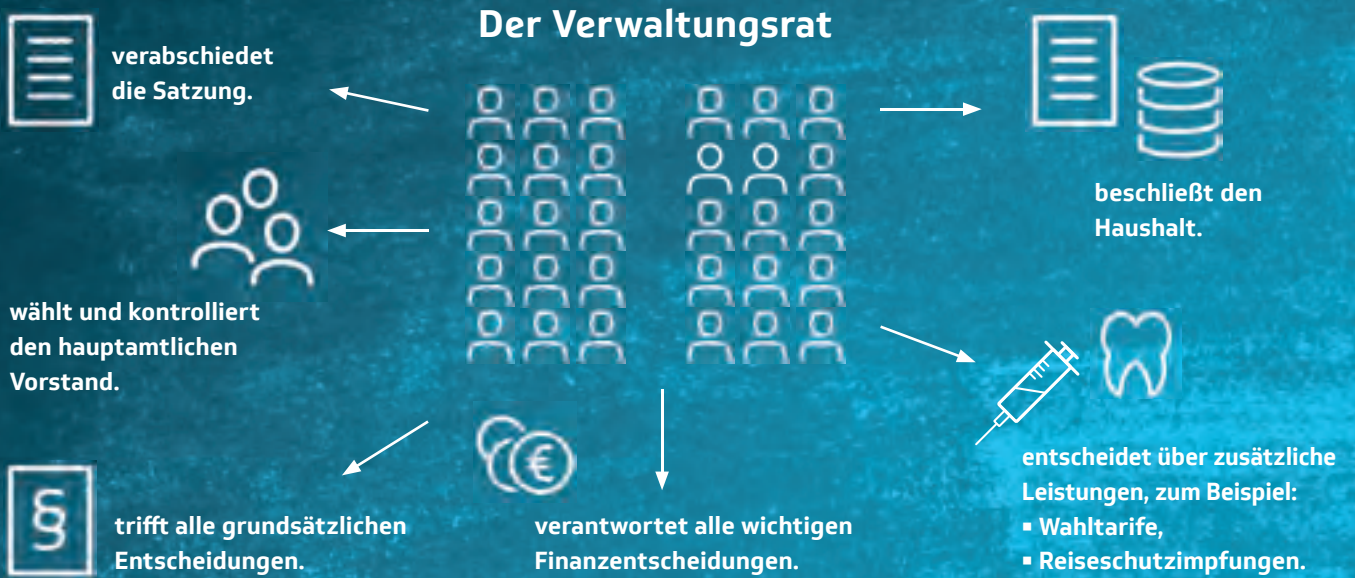 Der Verwaltungsrat
verabschiedet
die Satzung.
beschließt den
Haushalt.
wählt und kontrolliert
den hauptamtlichen
Vorstand.
entscheidet über zusätzliche
Leistungen, zum Beispiel:
▪ Wahltarife,
▪ Reiseschutzimpfungen.
§
trifft alle grundsätzlichen
Entscheidungen.
€
verantwortet alle wichtigen
Finanzentscheidungen.